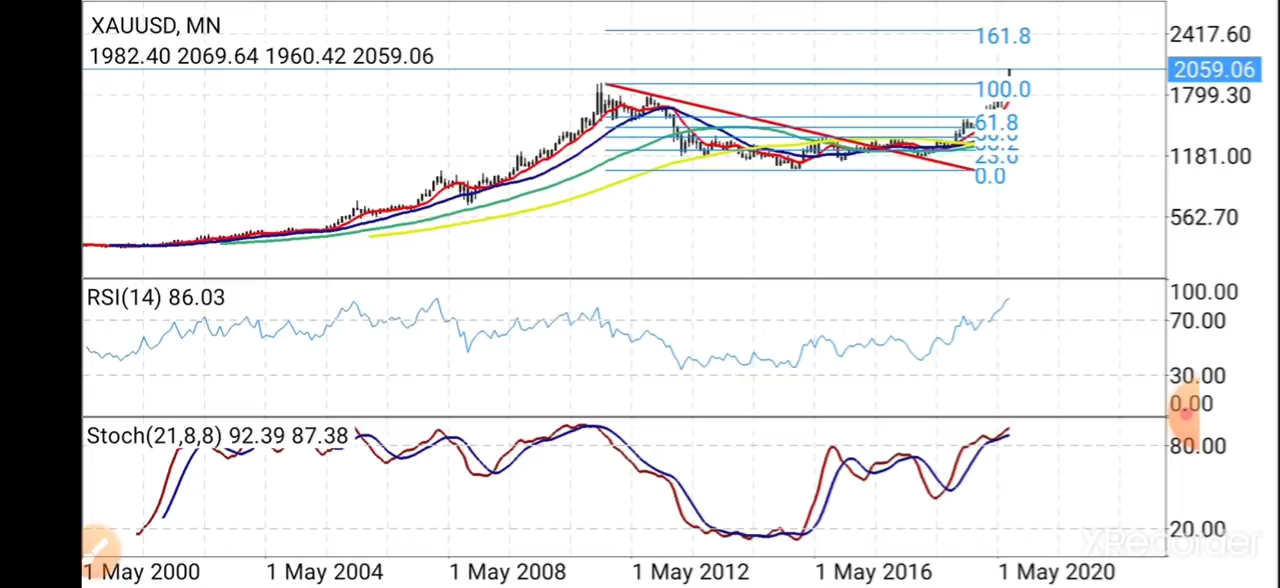 XAUUSD, MN
1982.40 2069.64 1960.42 2059.06
161.8
2417.60
2059.06
100.0
1799.30
61.8
23.6
1181.00
0.0
562.70
RSI(14) 86.03
100.00
70.00
30.00
0.00
Stoch(21,8,8) 92.39 87.38
80.00
20.00
XRecorder
1 May 2000 1 May 2004 1 May 2008 1 May 2012 1 May 2016 1 May 2020